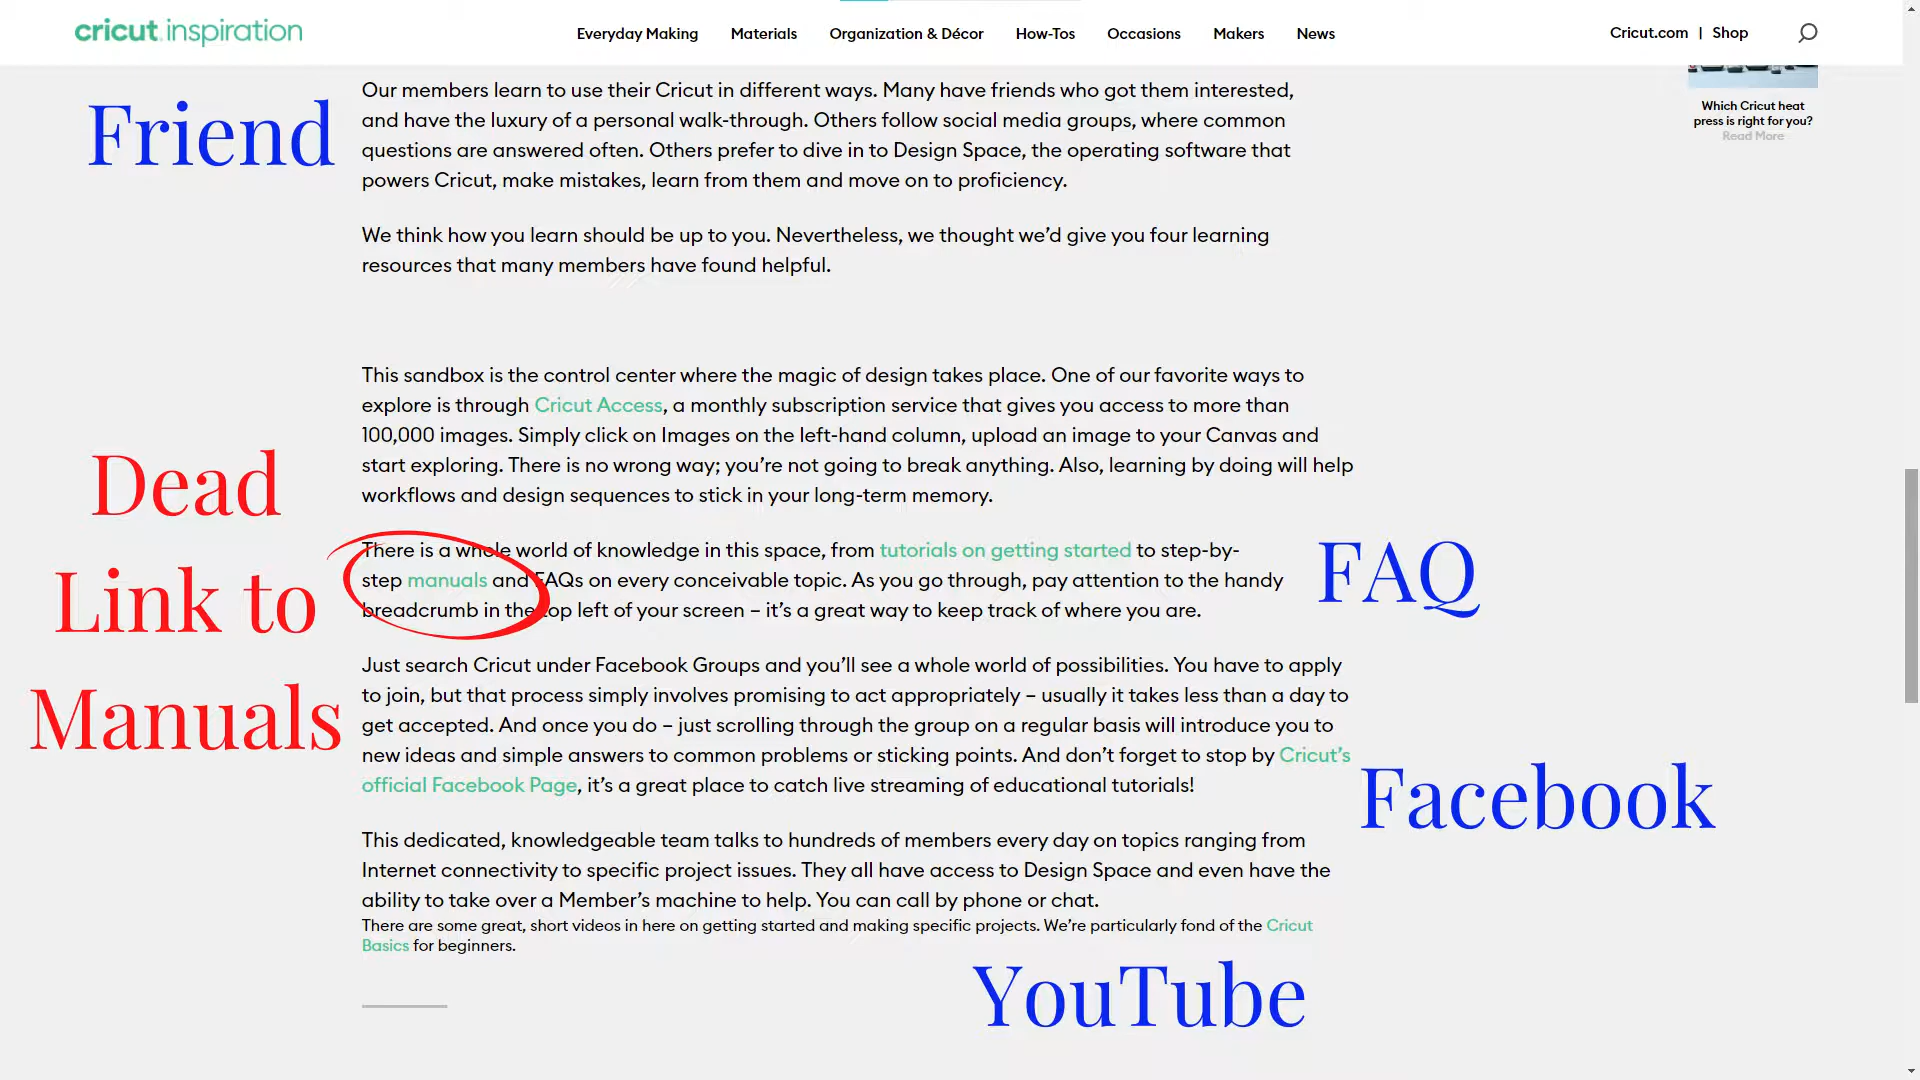 cricut inspiration
Everyday Making Materials Organization & Décor How-Tos Occasions Makers News
Cricut.com | Shop
Which Cricut heat
press is right for you?
Read More
Friend
Our members learn to use their Cricut in different ways. Many have friends who got them interested,
and have the luxury of a personal walk-through. Others follow social media groups, where common
questions are answered often. Others prefer to dive in to Design Space, the operating software that
powers Cricut, make mistakes, learn from them and move on to proficiency.
We think how you learn should be up to you. Nevertheless, we thought we’d give you four learning
resources that many members have found helpful.
This sandbox is the control center where the magic of design takes place. One of our favorite ways to
explore is through Cricut Access, a monthly subscription service that gives you access to more than
100,000 images. Simply click on Images on the left-hand column, upload an image to your Canvas and
start exploring. There is no wrong way; you’re not going to break anything. Also, learning by doing will help
workflows and design sequences to stick in your long-term memory.
Dead
Link to
Manuals
There is a whole world of knowledge in this space, from tutorials on getting started to step-by-
step manuals and FAQs on every conceivable topic. As you go through, pay attention to the handy
breadcrumb in the top left of your screen – it’s a great way to keep track of where you are.
FAQ
Just search Cricut under Facebook Groups and you’ll see a whole world of possibilities. You have to apply
to join, but that process simply involves promising to act appropriately – usually it takes less than a day to
get accepted. And once you do – just scrolling through the group on a regular basis will introduce you to
new ideas and simple answers to common problems or sticking points. And don’t forget to stop by Cricut’s
official Facebook Page, it’s a great place to catch live streaming of educational tutorials!
Facebook
This dedicated, knowledgeable team talks to hundreds of members every day on topics ranging from
Internet connectivity to specific project issues. They all have access to Design Space and even have the
ability to take over a Member’s machine to help. You can call by phone or chat.
There are some great, short videos in here on getting started and making specific projects. We’re particularly fond of the Cricut
Basics for beginners.
YouTube